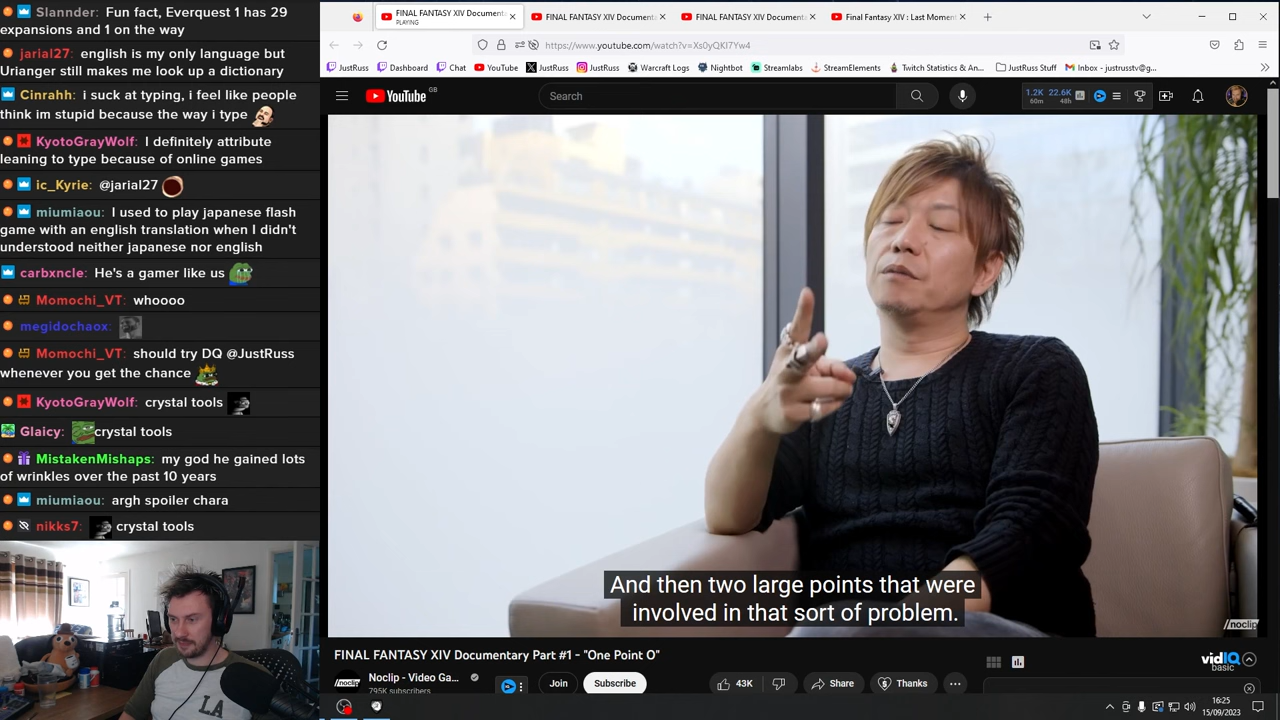 Slannder: Fun fact, Everquest 1 has 29
expansions and 1 on the way
jarial27: english is my only language but
Urianger still makes me look up a dictionary
Cinrahh: i suck at typing, i feel like people
think im stupid because the way i type
KyotoGrayWolf: I definitely attribute
leaning to type because of online games
ic_Kyrie: @jarial27
miumiaou: I used to play japanese flash
game with an english translator when I didn't
understood neither japanese nor english
carbxncle: He's a gamer like us
Momochi_VT: whoooo
megidochaox:
Momochi_VT: should try DQ @JustRuss
whenever you get the chance
KyotoGrayWolf: crystal tools
Glaicy: crystal tools
MistakenMishaps: my god he gained lots
of wrinkles over the past 10 years
miumiaou: argh spoiler chara
nikks7: crystal tools
FINAL FANTASY XIV Documentary
PLAYING
FINAL FANTASY XIV Documenta
FINAL FANTASY XIV Documenta
Final Fantasy XIV : Last Moment
https://www.youtube.com/watch?v=Xs0yQKI7Yw4
JustRuss Dashboard Chat YouTube JustRuss JustRuss Warcraft Logs Nightbot Streamlabs StreamElements Twitch Statistics & An... JustRuss Stuff Inbox - justrusstv@g...
YouTube GB
Search
1.2K 22.6K
60m 48h
And then two large points that were
involved in that sort of problem.
noclip
FINAL FANTASY XIV Documentary Part #1 - "One Point O"
noclip
Noclip - Video Ga...
795K subscribers
Join
Subscribe
43K
Share
Thanks
vidIQ
basic
LA
16:25
15/09/2023